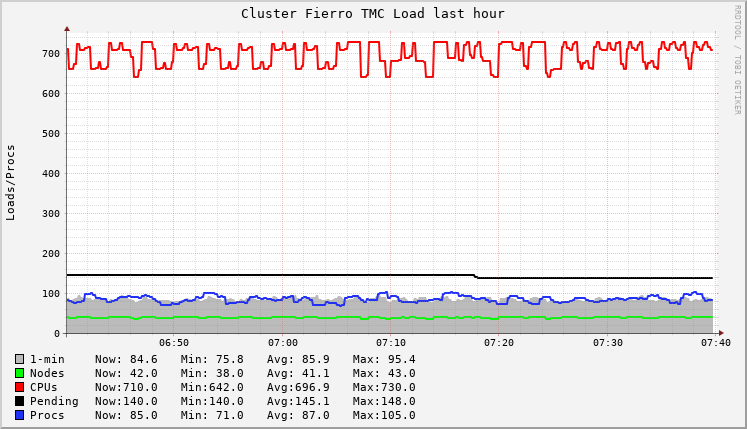 Cluster Fierro TMC Load last hour
RRDTOOL / TOBI OETIKER
Loads/Procs
700
600
500
400
300
200
100
0
06:50 07:00 07:10 07:20 07:30 07:40
1-min Now: 84.6 Min: 75.8 Avg: 85.9 Max: 95.4
Nodes Now: 42.0 Min: 38.0 Avg: 41.1 Max: 43.0
CPUs Now:710.0 Min:642.0 Avg:696.9 Max:730.0
Pending Now:140.0 Min:140.0 Avg:145.1 Max:148.0
Procs Now: 85.0 Min: 71.0 Avg: 87.0 Max:105.0